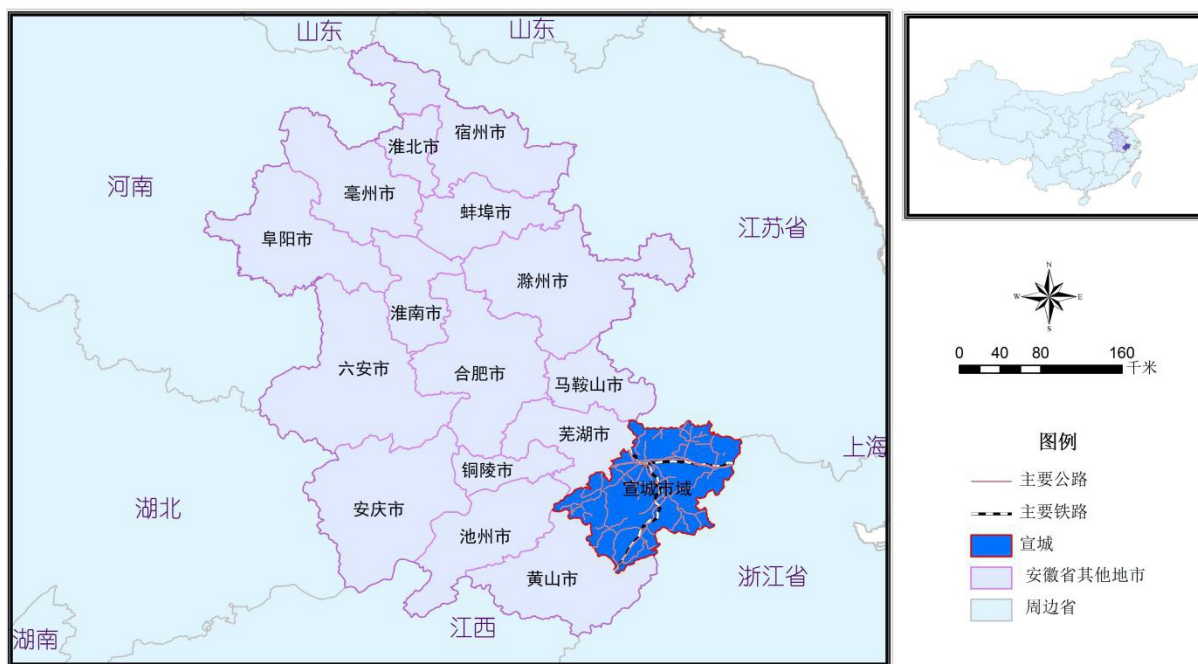 山东
山东
宿州市
淮北市
河南
亳州市
蚌埠市
江苏省
阜阳市
滁州市
淮南市
六安市
合肥市
马鞍山市
芜湖市
上海
铜陵市
宣城市域
安庆市
湖北
池州市
黄山市
浙江省
江西
湖南
N
W
E
S
0 40 80 160
千米
图例
主要公路
主要铁路
宣城
安徽省其他地市
周边省